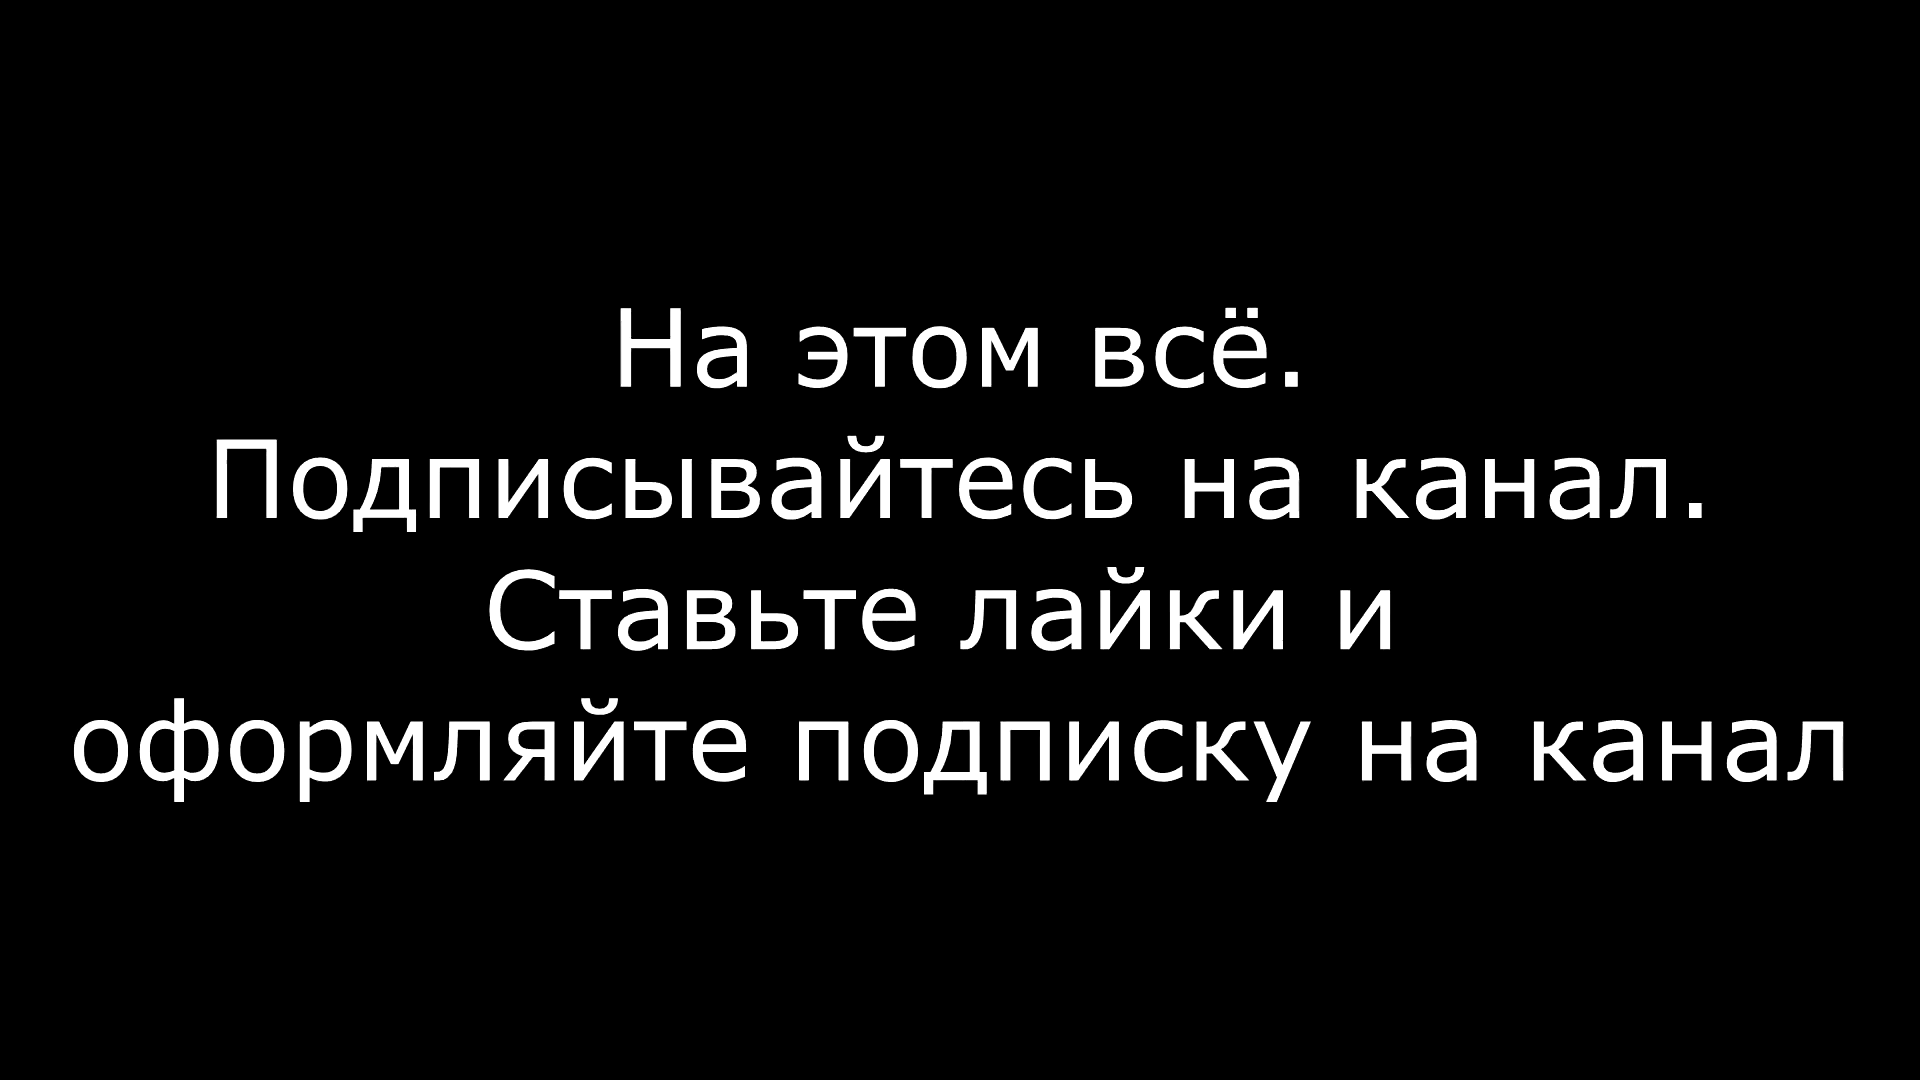 На этом всё.
Подписывайтесь на канал.
Ставьте лайки и
оформляйте подписку на канал